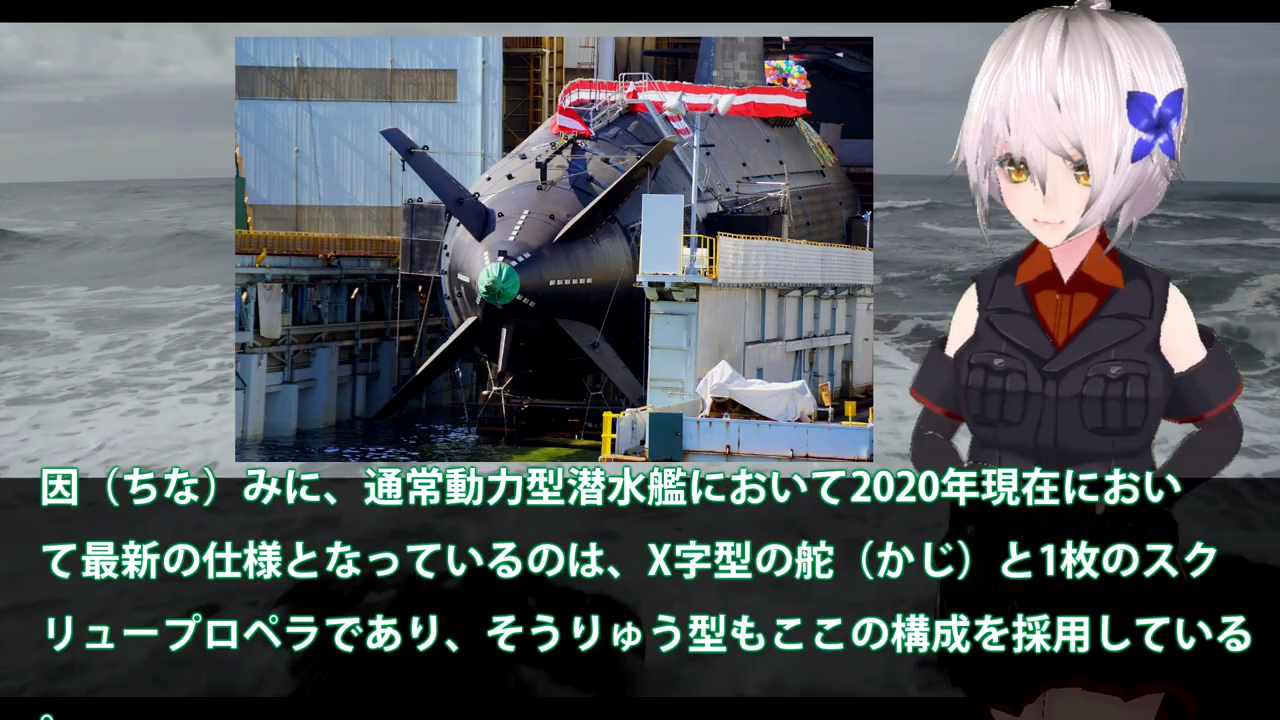 因（ちな）みに、通常動力型潜水艦において2020年現在におい
て最新の仕様となっているのは、X字型の舵（かじ）と1枚のスク
リュープロペラであり、そうりゅう型もここの構成を採用している
。